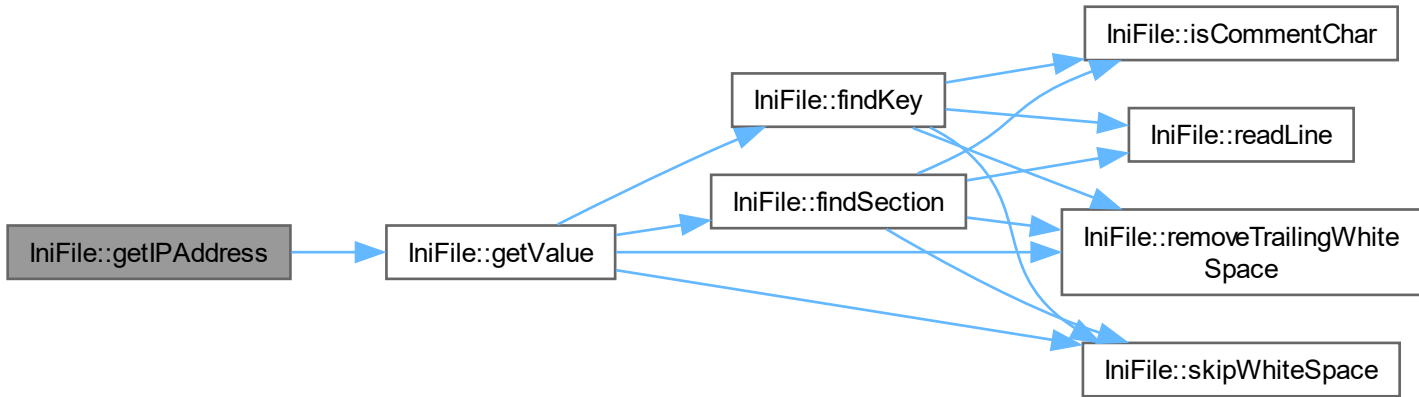 IniFile::isCommentChar
IniFile::findKey
IniFile::readLine
IniFile::findSection
IniFile::removeTrailingWhite
Space
IniFile::getIPAddress
IniFile::getValue
IniFile::skipWhiteSpace